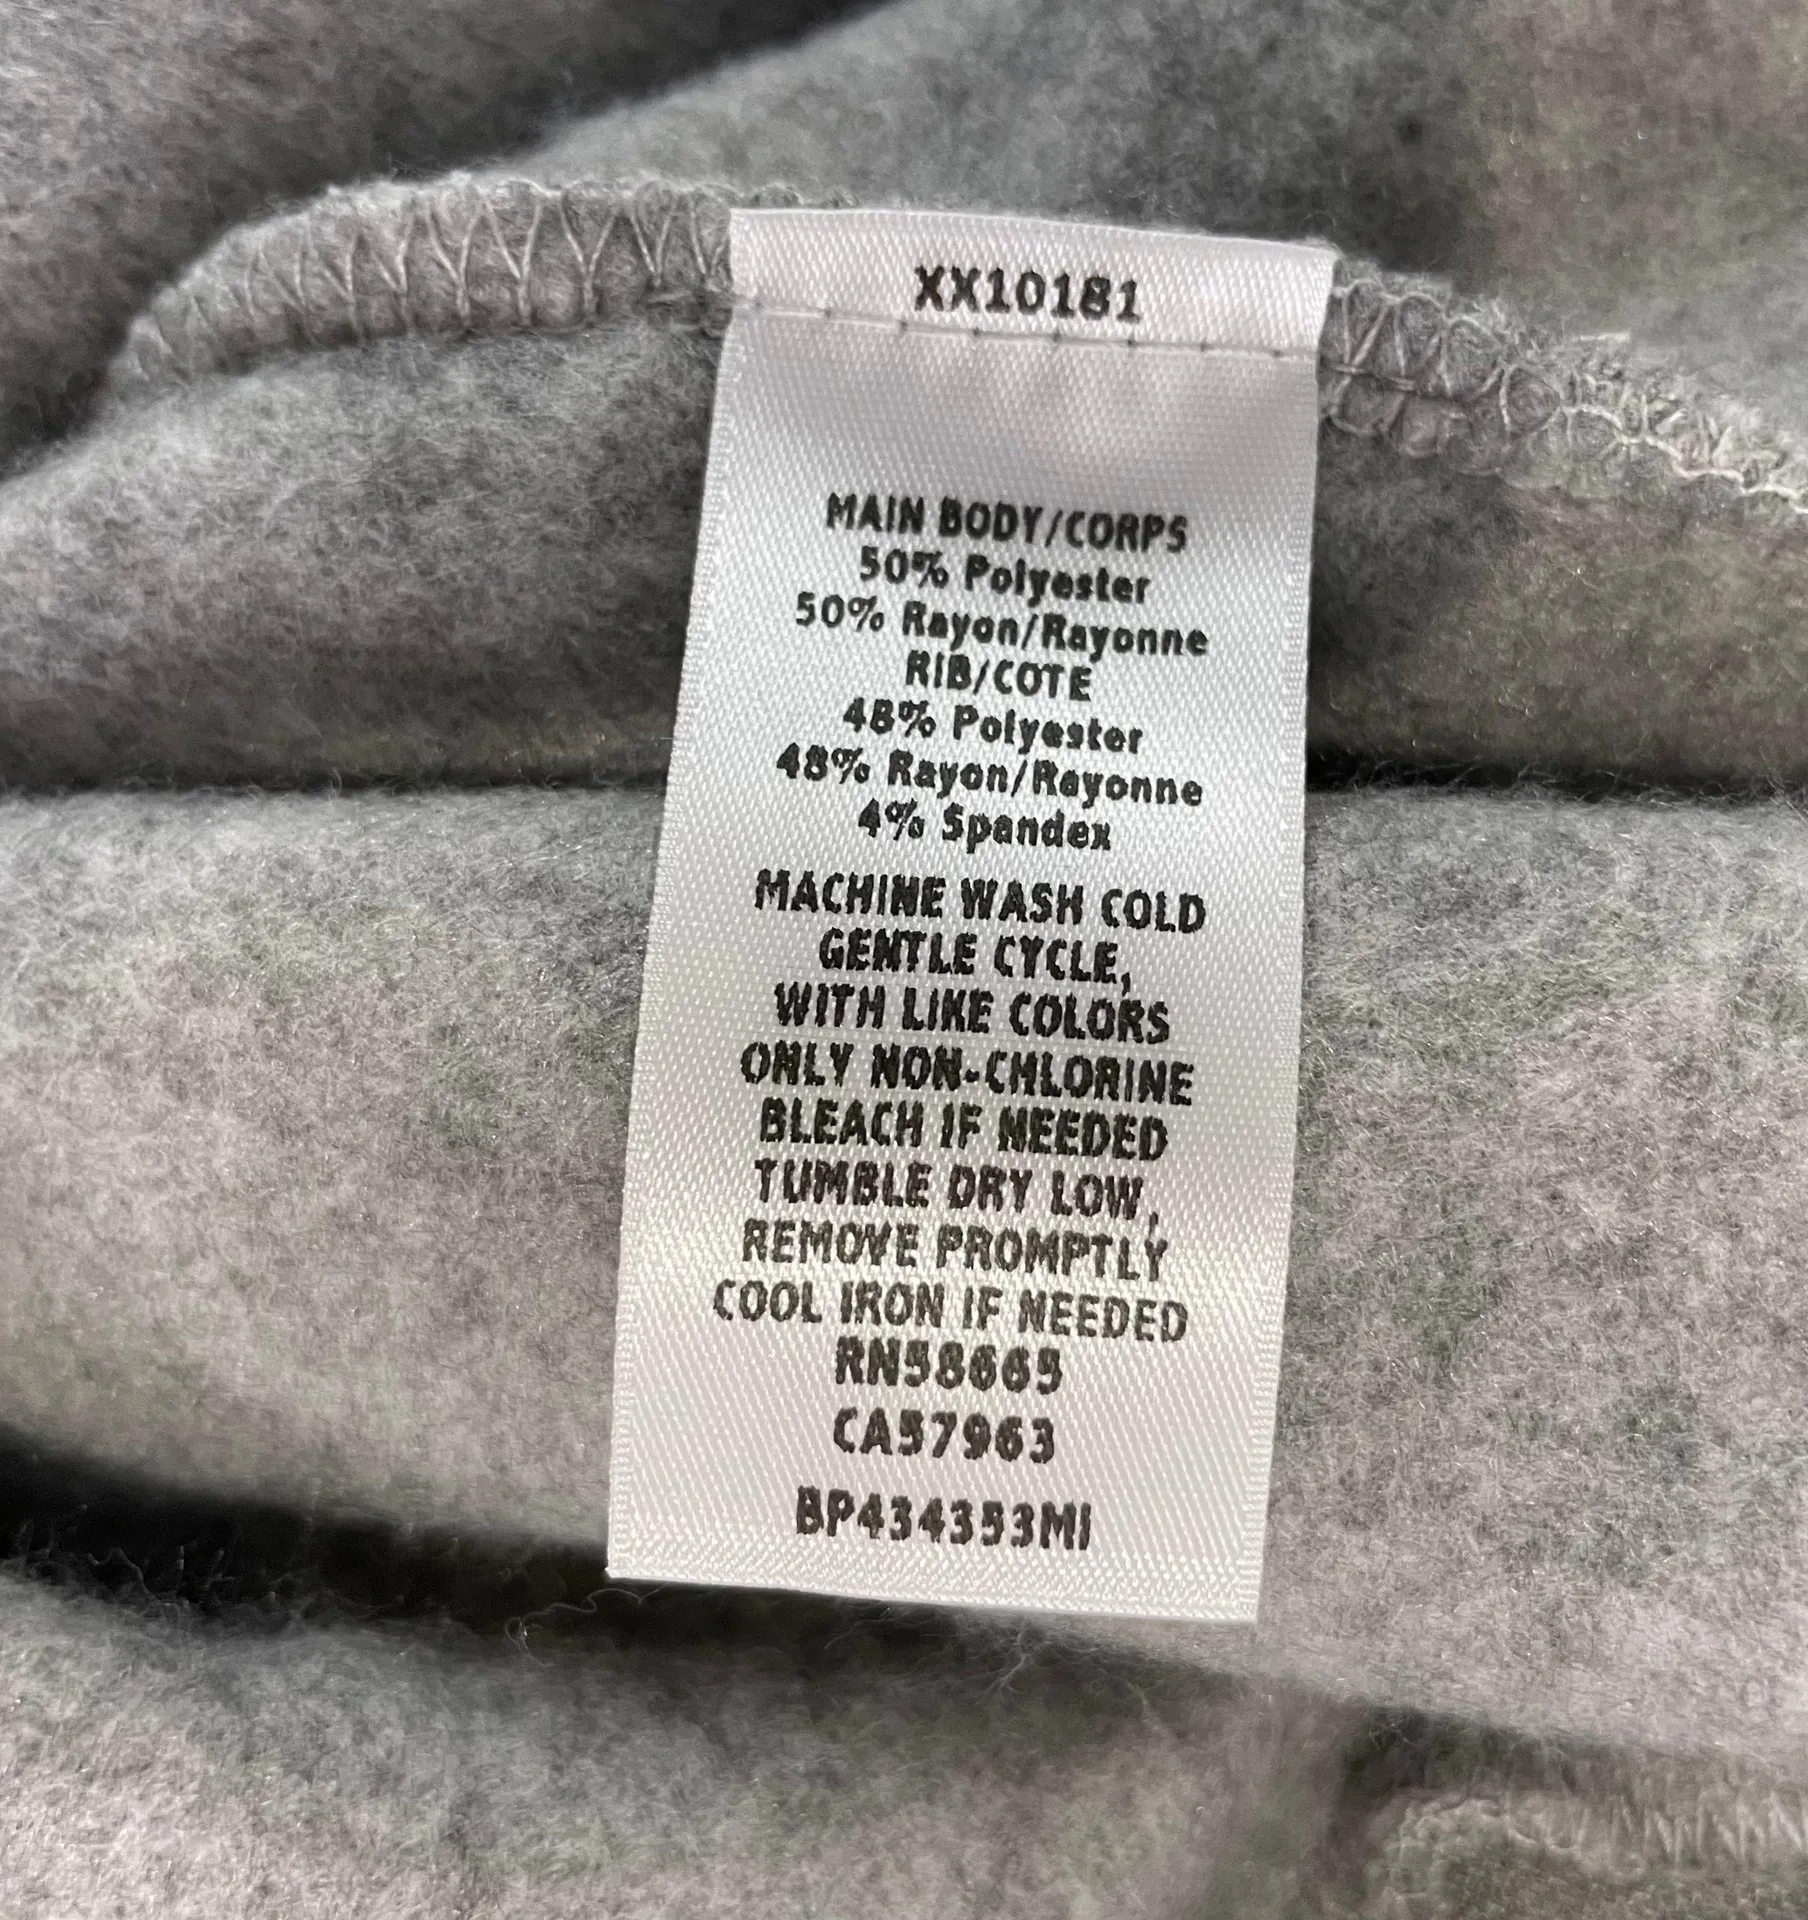 XX10181
MAIN BODY/CORPS
50% Polyester
50% Rayon/Rayonne
RIB/COTE
48% Polyester
48% Rayon/Rayonne
4% Spandex
MACHINE WASH COLD
GENTLE CYCLE,
WITH LIKE COLORS
ONLY NON-CHLORINE
BLEACH IF NEEDED
TUMBLE DRY LOW,
REMOVE PROMPTLY
COOL IRON IF NEEDED
RN58665
CA57963
BP434353MI